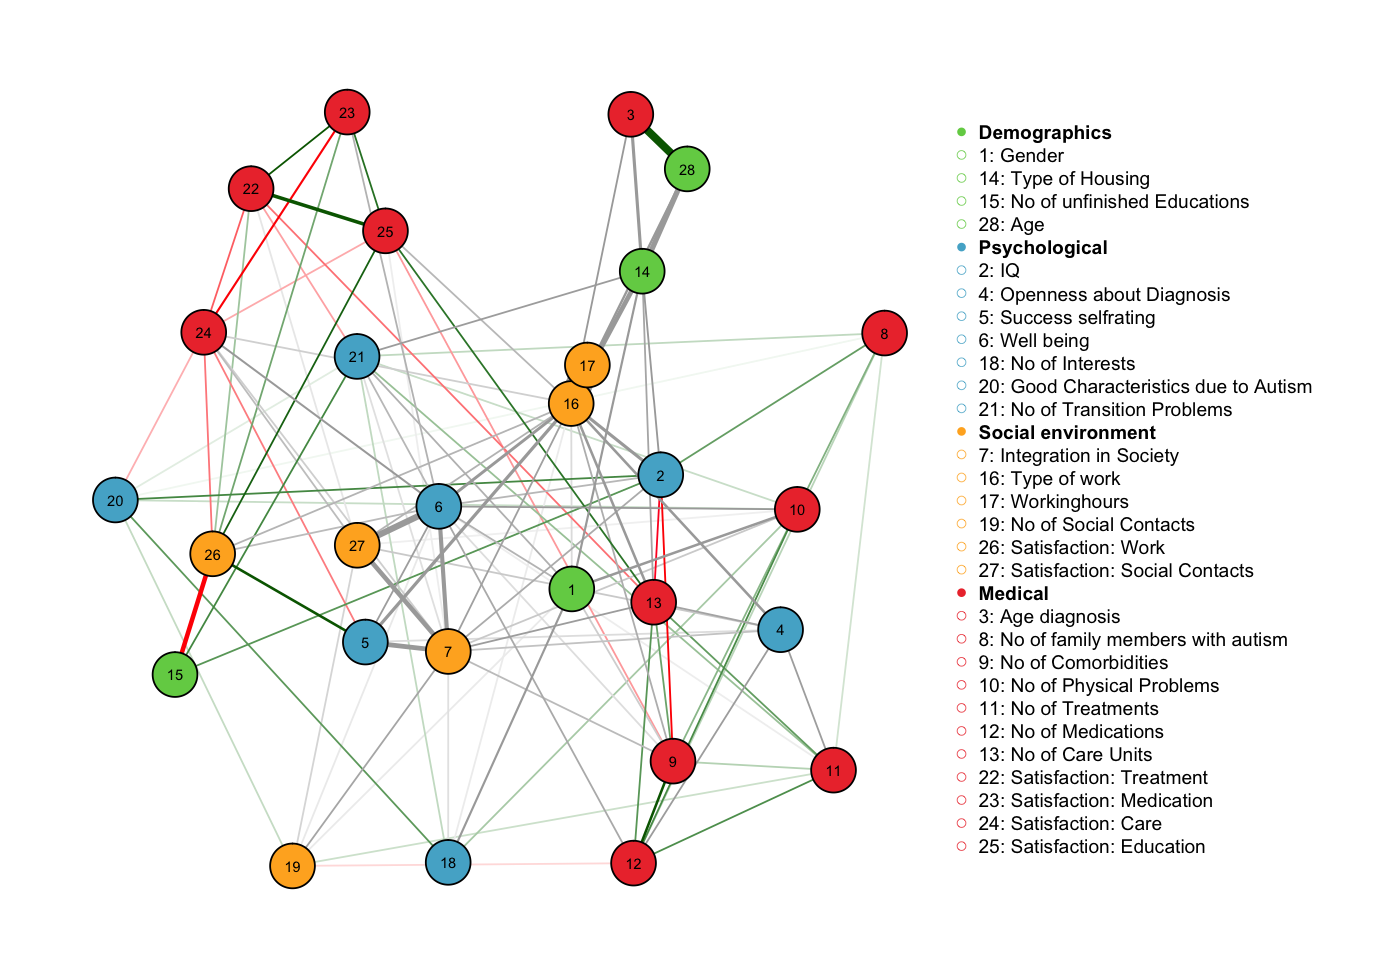 23
3
28
22
25
14
24
8
21
17
16
2
20
6
10
27
26
1
13
4
5
7
15
9
11
18
12
19
Demographics
1: Gender
14: Type of Housing
15: No of unfinished Educations
28: Age
Psychological
2: IQ
4: Openness about Diagnosis
5: Success selfrating
6: Well being
18: No of Interests
20: Good Characteristics due to Autism
21: No of Transition Problems
Social environment
7: Integration in Society
16: Type of work
17: Workinghours
19: No of Social Contacts
26: Satisfaction: Work
27: Satisfaction: Social Contacts
Medical
3: Age diagnosis
8: No of family members with autism
9: No of Comorbidities
10: No of Physical Problems
11: No of Treatments
12: No of Medications
13: No of Care Units
22: Satisfaction: Treatment
23: Satisfaction: Medication
24: Satisfaction: Care
25: Satisfaction: Education